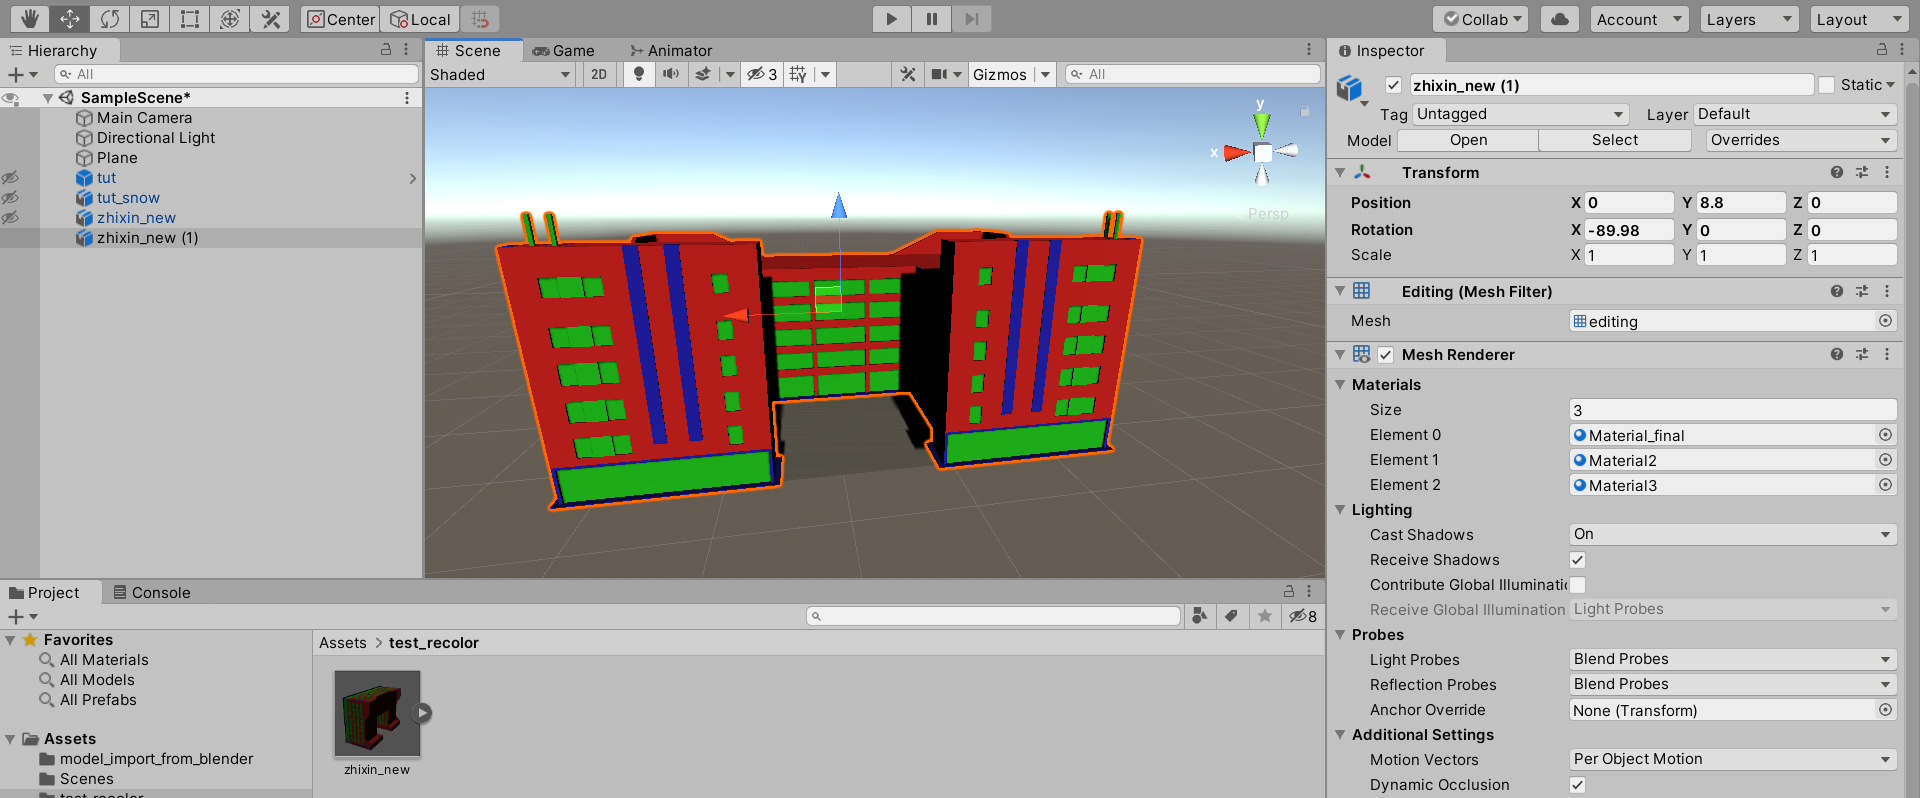 Center
Local
Collab
Account
Layers
Layout
Hierarchy
All
SampleScene*
Main Camera
Directional Light
Plane
tut
tut_snow
zhixin_new
zhixin_new (1)
Scene
Game
Animator
Shaded
2D
3
Gizmos
All
y
x
Persp
Inspector
zhixin_new (1)
Static
Tag Untagged Layer Default
Model Open Select Overrides
Transform
Position X 0 Y 8.8 Z 0
Rotation X -89.98 Y 0 Z 0
Scale X 1 Y 1 Z 1
Editing (Mesh Filter)
Mesh editing
Mesh Renderer
Materials
Size 3
Element 0 Material_final
Element 1 Material2
Element 2 Material3
Lighting
Cast Shadows On
Receive Shadows
Contribute Global Illuminati
Receive Global Illumination Light Probes
Probes
Light Probes Blend Probes
Reflection Probes Blend Probes
Anchor Override None (Transform)
Additional Settings
Motion Vectors Per Object Motion
Dynamic Occlusion
Project
Console
8
Favorites
All Materials
All Models
All Prefabs
Assets
model_import_from_blender
Scenes
test_recolor
Assets > test_recolor
zhixin_new